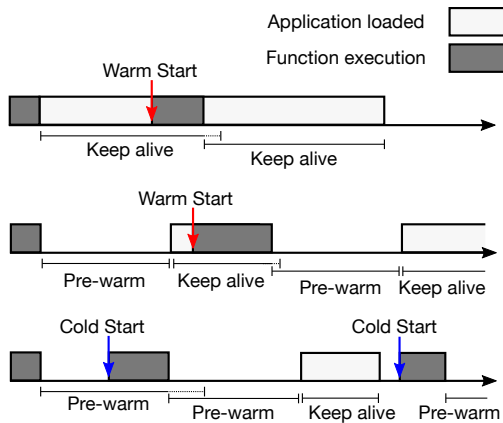 Application loaded
Function execution
Warm Start
Keep alive
Keep alive
Warm Start
Pre-warm
Keep alive
Pre-warm
Keep alive
Cold Start
Cold Start
Pre-warm
Pre-warm
Keep alive
Pre-warm